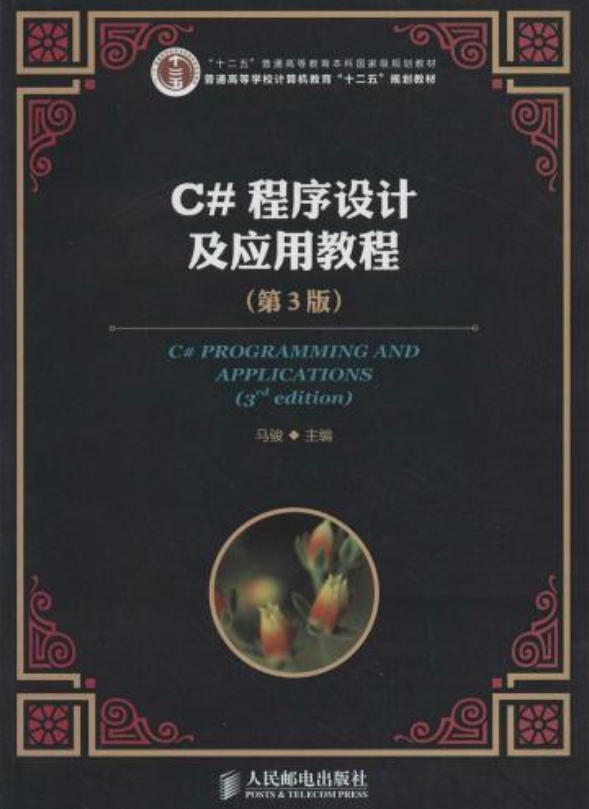 "十二五"普通高等教育本科国家级规划教材
普通高等学校计算机教育"十二五"规划教材
C# 程序设计
及应用教程
(第 3 版)
C# PROGRAMMING AND
APPLICATIONS
(3rd edition)
马骏 ◆ 主编
人民邮电出版社
POSTS & TELECOM PRESS